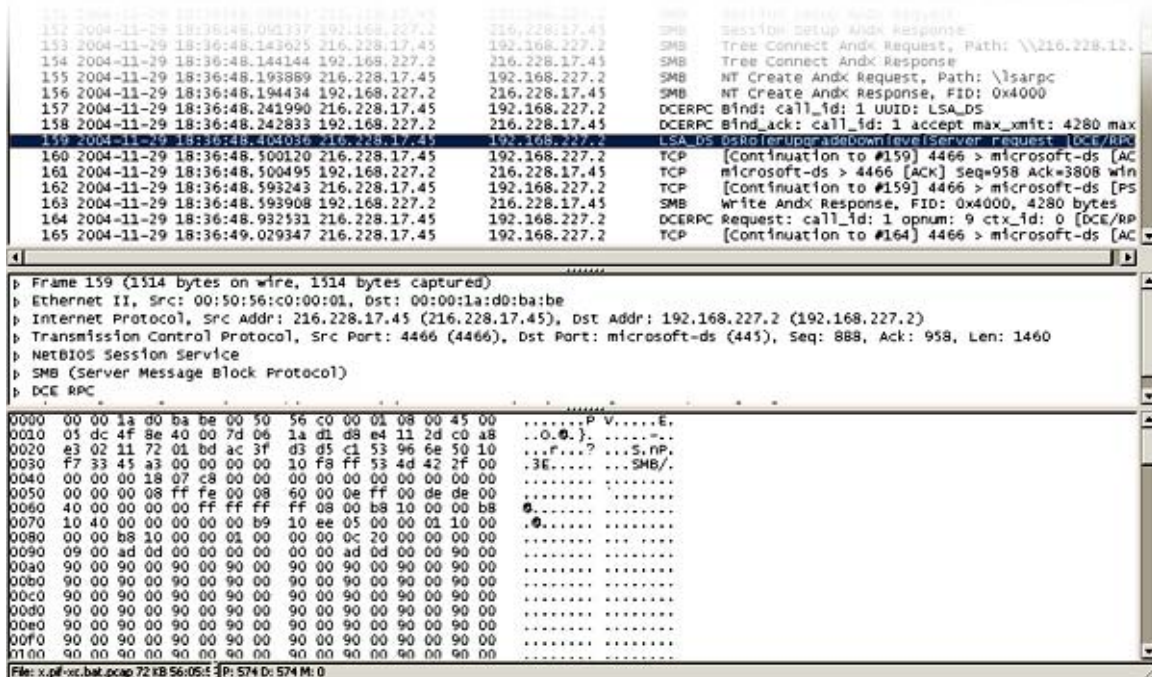 152 2004-11-29 18:36:48.091337 192.168.227.2 216.228.17.45 SMB Session Setup AndX Response
153 2004-11-29 18:36:48.143625 216.228.17.45 192.168.227.2 SMB Tree Connect AndX Request, Path: \\216.228.12.
154 2004-11-29 18:36:48.144144 192.168.227.2 216.228.17.45 SMB Tree Connect AndX Response
155 2004-11-29 18:36:48.193889 216.228.17.45 192.168.227.2 SMB NT Create AndX Request, Path: \lsarpc
156 2004-11-29 18:36:48.194434 192.168.227.2 216.228.17.45 SMB NT Create AndX Response, FID: 0x4000
157 2004-11-29 18:36:48.241990 216.228.17.45 192.168.227.2 DCERPC Bind: call_id: 1 UUID: LSA_DS
158 2004-11-29 18:36:48.242833 192.168.227.2 216.228.17.45 DCERPC Bind_ack: call_id: 1 accept max_xmit: 4280 max
159 2004-11-29 18:36:48.404036 216.228.17.45 192.168.227.2 LSA_DS DsRolerUpgradeDownlevelServer request [DCE/RPC
160 2004-11-29 18:36:48.500120 216.228.17.45 192.168.227.2 TCP [Continuation to #159] 4466 > microsoft-ds [AC
161 2004-11-29 18:36:48.500495 192.168.227.2 216.228.17.45 TCP microsoft-ds > 4466 [ACK] Seq=958 Ack=3808 Win
162 2004-11-29 18:36:48.593243 216.228.17.45 192.168.227.2 TCP [Continuation to #159] 4466 > microsoft-ds [PS
163 2004-11-29 18:36:48.593908 192.168.227.2 216.228.17.45 SMB Write AndX Response, FID: 0x4000, 4280 bytes
164 2004-11-29 18:36:48.932531 216.228.17.45 192.168.227.2 DCERPC Request: call_id: 1 opnum: 9 ctx_id: 0 [DCE/RP
165 2004-11-29 18:36:49.029347 216.228.17.45 192.168.227.2 TCP [Continuation to #164] 4466 > microsoft-ds [AC
Frame 159 (1514 bytes on wire, 1514 bytes captured)
Ethernet II, Src: 00:50:56:c0:00:01, Dst: 00:00:1a:d0:ba:be
Internet Protocol, Src Addr: 216.228.17.45 (216.228.17.45), Dst Addr: 192.168.227.2 (192.168.227.2)
Transmission Control Protocol, Src Port: 4466 (4466), Dst Port: microsoft-ds (445), Seq: 888, Ack: 958, Len: 1460
NetBIOS Session Service
SMB (Server Message Block Protocol)
DCE RPC
0000 00 00 1a d0 ba be 00 50 56 c0 00 01 08 00 45 00 .......P V.....E.
0010 05 dc 4f 8e 40 00 7d 06 1a d1 d8 e4 11 2d c0 a8 ..O.@.}. .....-..
0020 e3 02 11 72 01 bd ac 3f d3 d5 c1 53 96 6e 50 10 ...r...? ...S.nP.
0030 f7 33 45 a3 00 00 00 00 10 f8 ff 53 4d 42 2f 00 .3E..... ...SMB/.
0040 00 00 00 18 07 c8 00 00 00 00 00 00 00 00 00 00 ........ ........
0050 00 00 00 08 ff fe 00 08 60 00 0e ff 00 de de 00 ........ `.......
0060 40 00 00 00 00 ff ff ff ff 08 00 b8 10 00 00 b8 @....... ........
0070 10 40 00 00 00 00 00 b9 10 ee 05 00 00 01 10 00 .@...... ........
0080 00 00 b8 10 00 00 01 00 00 00 0c 20 00 00 00 00 ........ ... ....
0090 09 00 ad 0d 00 00 00 00 00 00 ad 0d 00 00 90 00 ........ ........
00a0 90 00 90 00 90 00 90 00 90 00 90 00 90 00 90 00 ........ ........
00b0 90 00 90 00 90 00 90 00 90 00 90 00 90 00 90 00 ........ ........
00c0 90 00 90 00 90 00 90 00 90 00 90 00 90 00 90 00 ........ ........
00d0 90 00 90 00 90 00 90 00 90 00 90 00 90 00 90 00 ........ ........
00e0 90 00 90 00 90 00 90 00 90 00 90 00 90 00 90 00 ........ ........
00f0 90 00 90 00 90 00 90 00 90 00 90 00 90 00 90 00 ........ ........
0100 90 00 90 00 90 00 90 00 90 00 90 00 90 00 90 00 ........ ........
File: x.pif-xc.bat.pcap 72 KB 56:05:5 P: 574 D: 574 M: 0